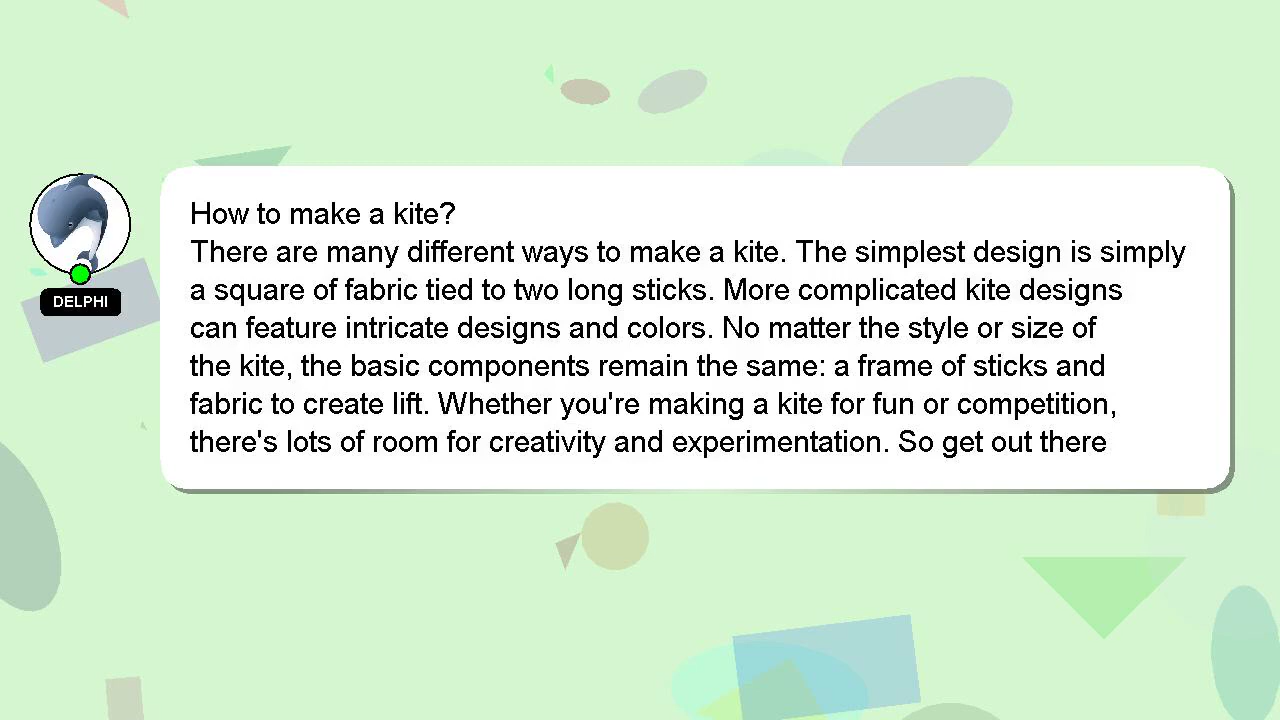 DELPHI
How to make a kite?
There are many different ways to make a kite. The simplest design is simply
a square of fabric tied to two long sticks. More complicated kite designs
can feature intricate designs and colors. No matter the style or size of
the kite, the basic components remain the same: a frame of sticks and
fabric to create lift. Whether you're making a kite for fun or competition,
there's lots of room for creativity and experimentation. So get out there